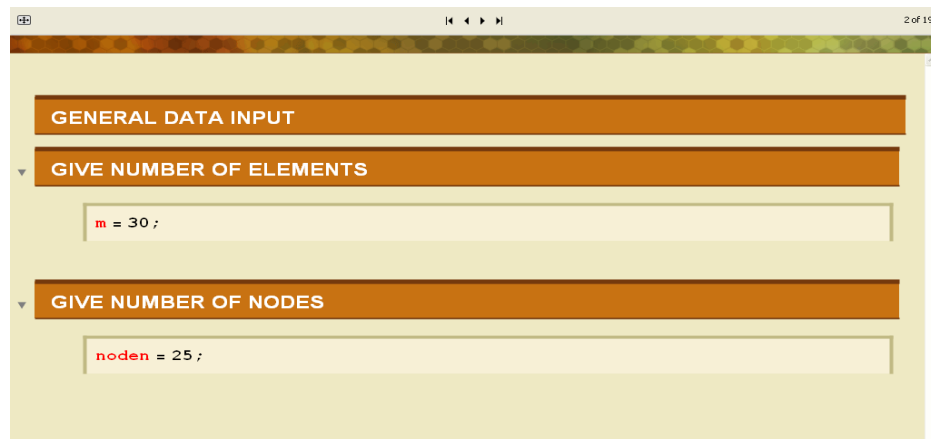 2 of 19
GENERAL DATA INPUT
GIVE NUMBER OF ELEMENTS
m = 30;
GIVE NUMBER OF NODES
noden = 25;